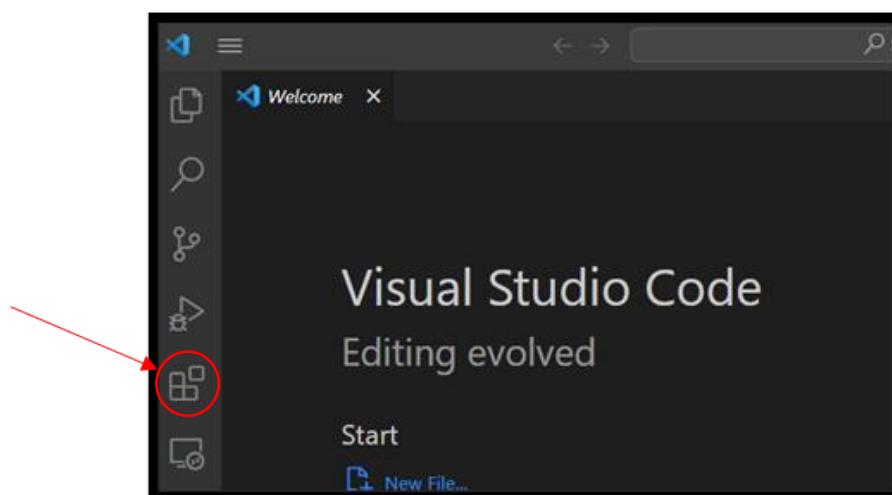 Welcome
Visual Studio Code
Editing evolved
Start
New File...